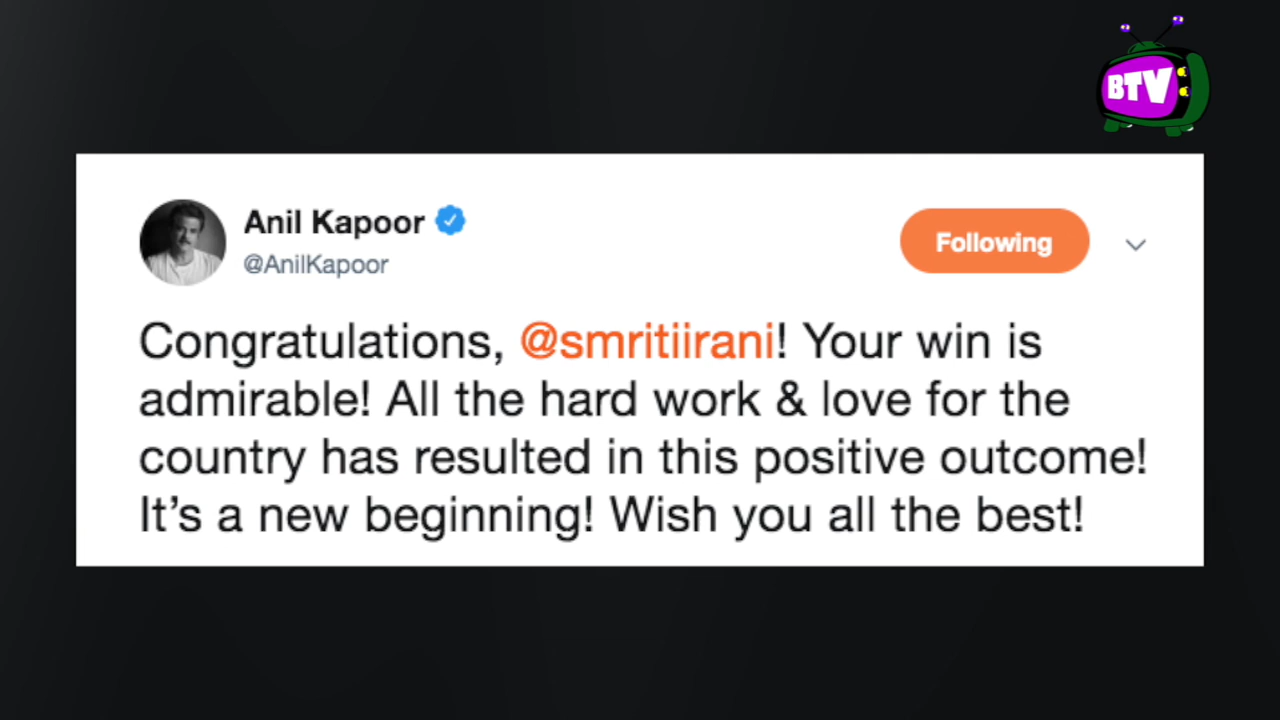 BTV
Anil Kapoor
@AnilKapoor
Following
Congratulations, @smritiirani! Your win is
admirable! All the hard work & love for the
country has resulted in this positive outcome!
It’s a new beginning! Wish you all the best!